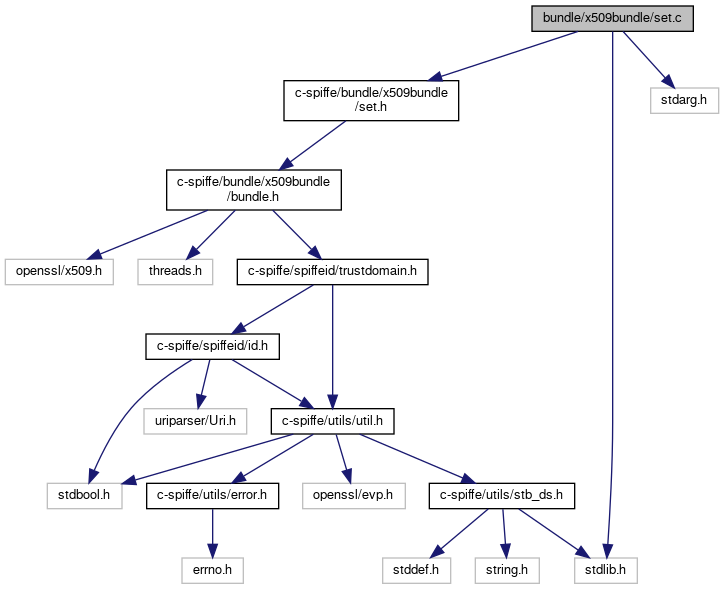 bundle/x509bundle/set.c
c-spiffe/bundle/x509bundle
/set.h
stdarg.h
c-spiffe/bundle/x509bundle
/bundle.h
openssl/x509.h
threads.h
c-spiffe/spiffeid/trustdomain.h
c-spiffe/spiffeid/id.h
uriparser/Uri.h
c-spiffe/utils/util.h
stdbool.h
c-spiffe/utils/error.h
openssl/evp.h
c-spiffe/utils/stb_ds.h
errno.h
stddef.h
string.h
stdlib.h